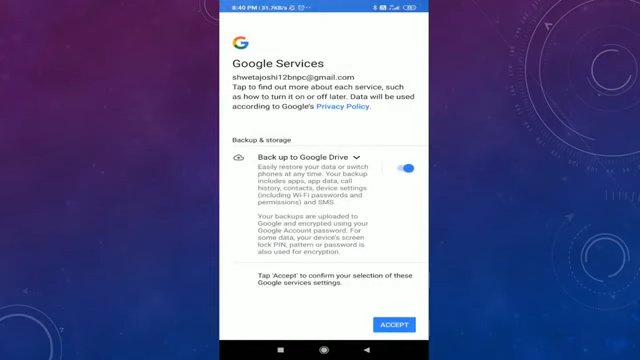 8:40 PM | 31.7KB/s
Google Services
shwetajoshi12bnpc@gmail.com
Tap to find out more about each service, such
as how to turn it on or off later. Data will be used
according to Google's Privacy Policy.
Backup & storage
Back up to Google Drive
Easily restore your data or switch
phones at any time. Your backup
includes apps, app data, call
history, contacts, device settings
(including Wi-Fi passwords and
permissions) and SMS.
Your backups are uploaded to
Google and encrypted using your
Google Account password. For
some data, your device's screen
lock PIN, pattern or password is
also used for encryption.
Tap 'Accept' to confirm your selection of these
Google services settings.
ACCEPT